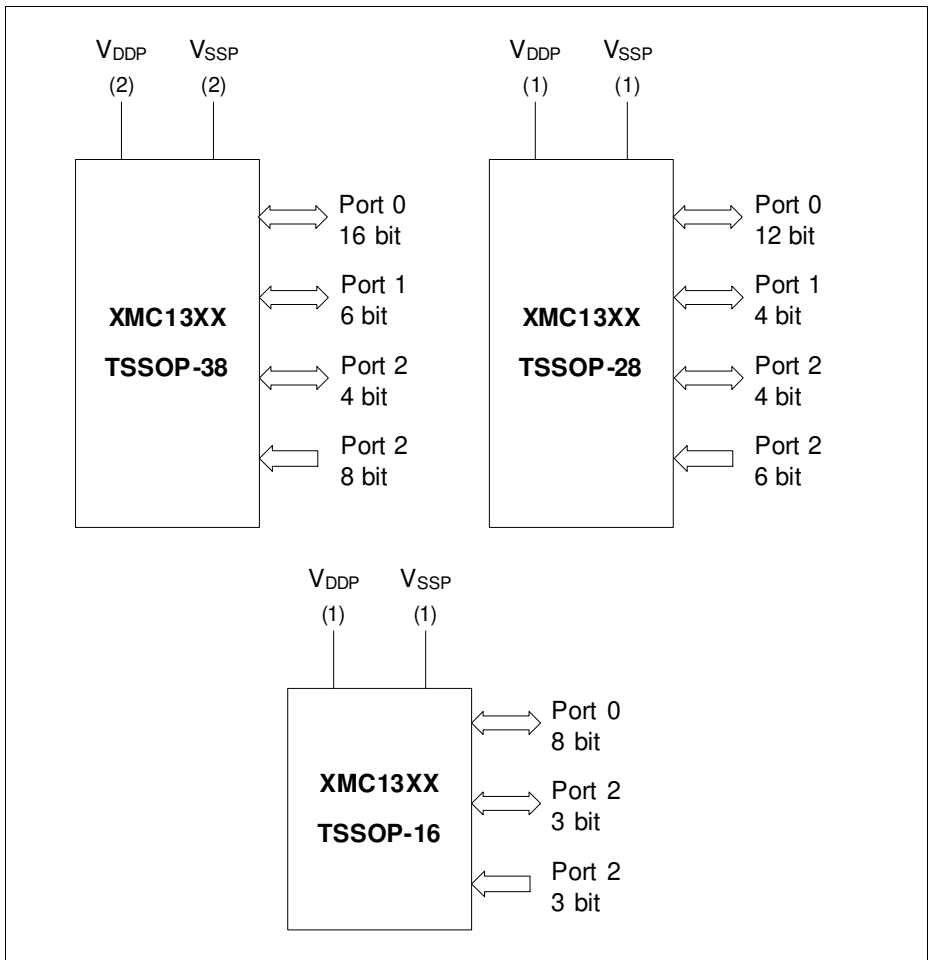 VDDP VSSP
(2) (2)
XMC13XX
TSSOP-38
Port 0
16 bit
Port 1
6 bit
Port 2
4 bit
Port 2
8 bit
VDDP VSSP
(1) (1)
XMC13XX
TSSOP-28
Port 0
12 bit
Port 1
4 bit
Port 2
4 bit
Port 2
6 bit
VDDP VSSP
(1) (1)
XMC13XX
TSSOP-16
Port 0
8 bit
Port 2
3 bit
Port 2
3 bit